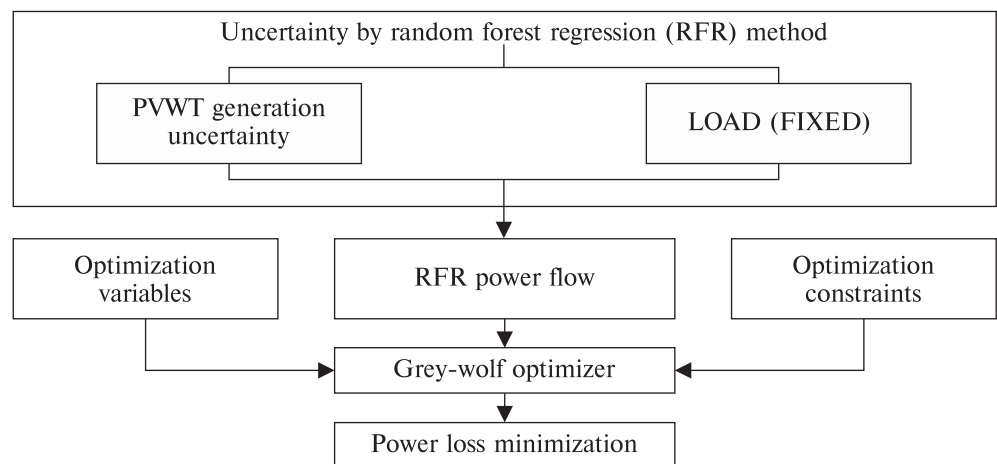 Uncertainty by random forest regression (RFR) method
PVWT generation
uncertainty
LOAD (FIXED)
Optimization
variables
RFR power flow
Optimization
constraints
Grey-wolf optimizer
Power loss minimization